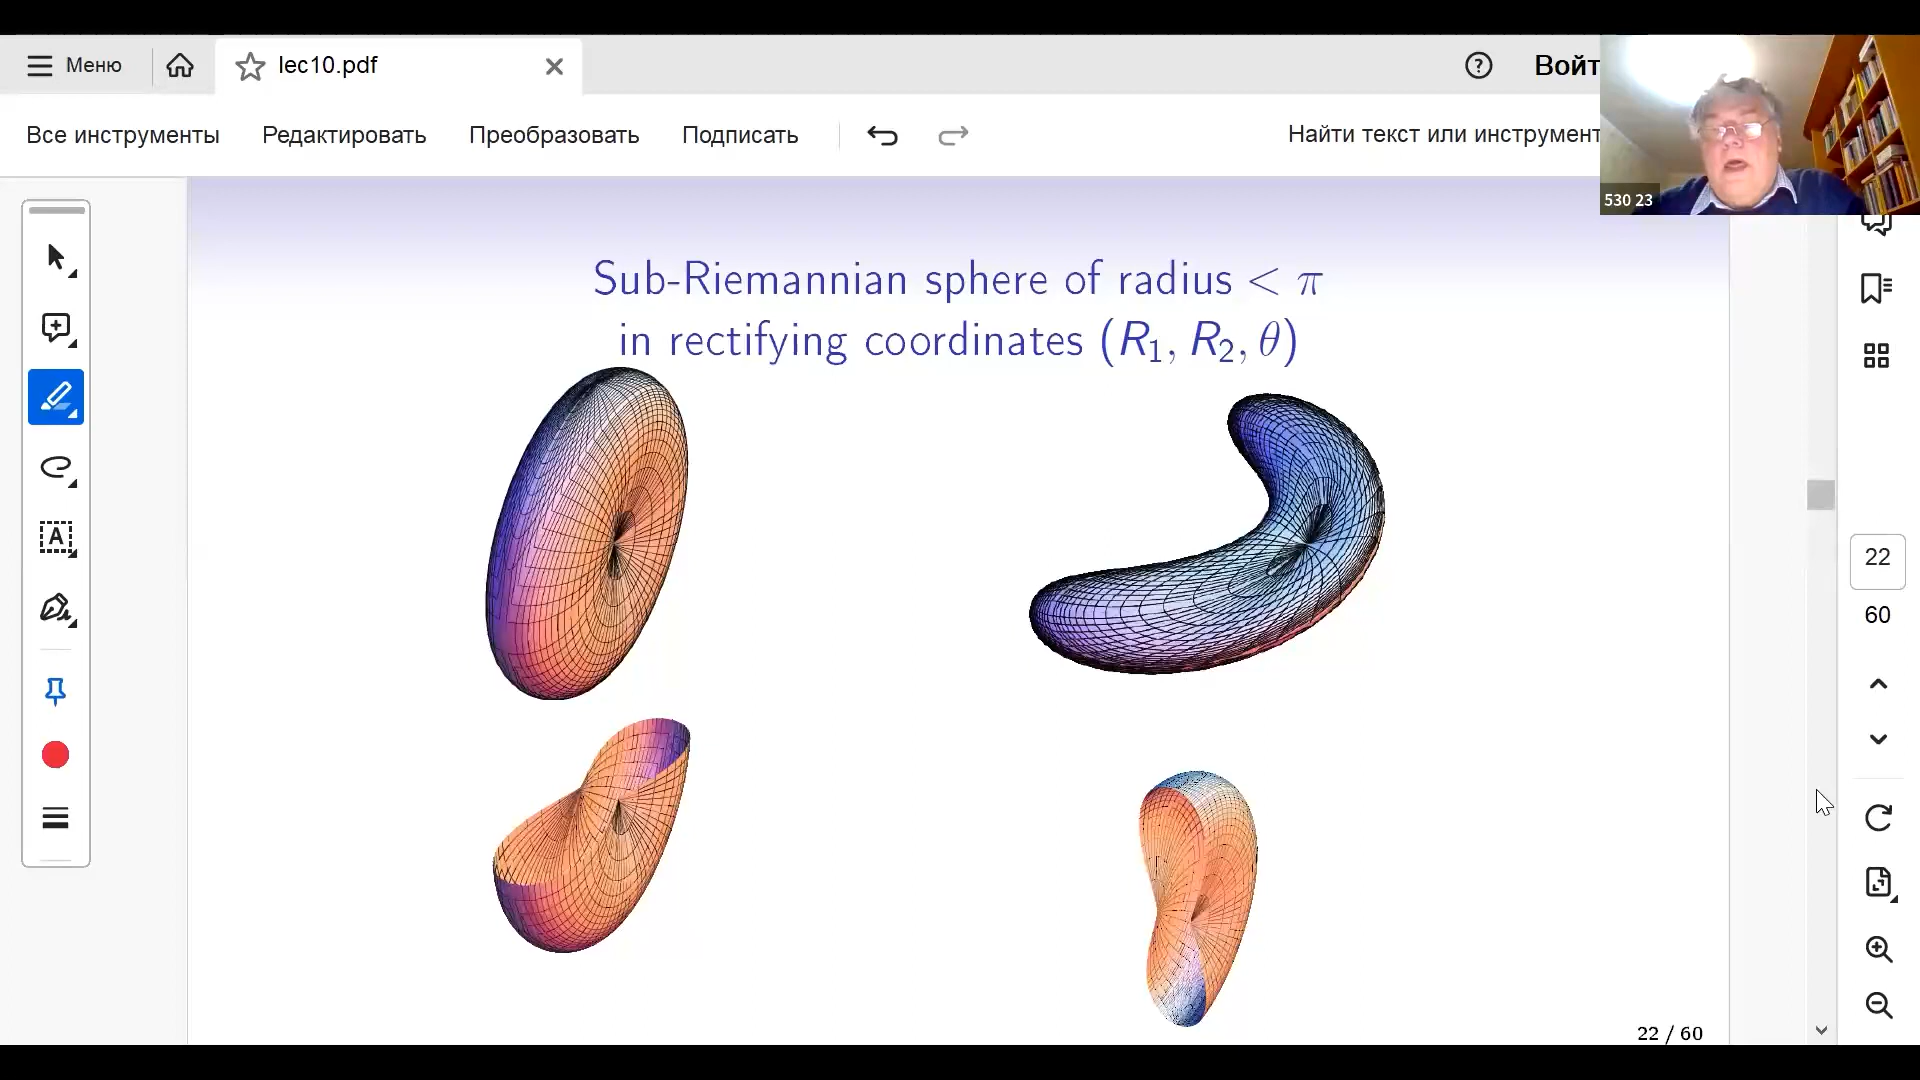 Меню
lec10.pdf
Войт
Все инструменты
Редактировать
Преобразовать
Подписать
Найти текст или инструмент
530 23
Sub-Riemannian sphere of radius < π
in rectifying coordinates (R₁, R₂, θ)
A
22
60
22 / 60